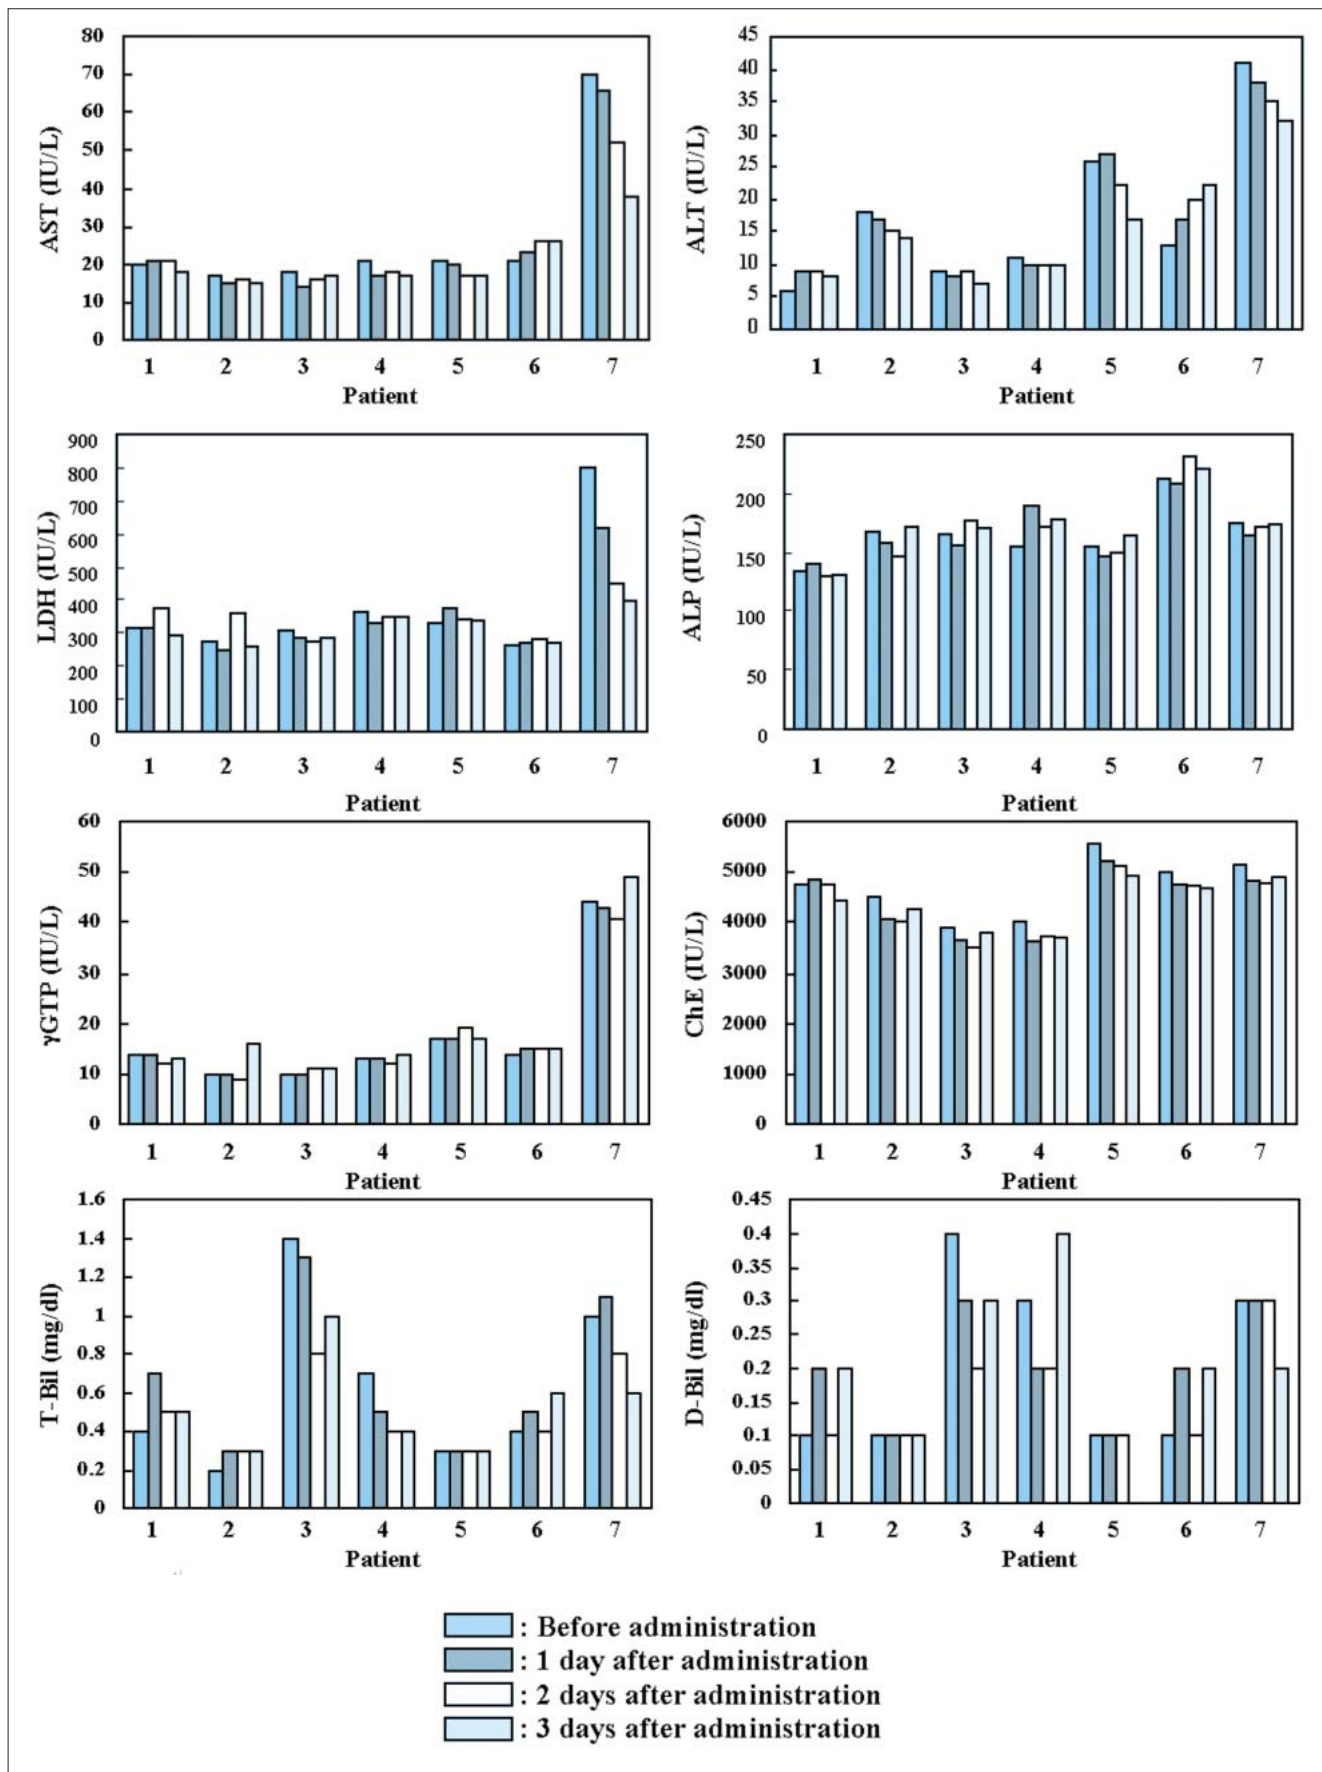 80
70
60
50
40
30
20
10
0
AST (IU/L)
1 2 3 4 5 6 7
Patient
45
40
35
30
25
20
15
10
5
0
ALT (IU/L)
1 2 3 4 5 6 7
Patient
900
800
700
600
500
400
300
200
100
0
LDH (IU/L)
1 2 3 4 5 6 7
Patient
250
200
150
100
50
0
ALP (IU/L)
1 2 3 4 5 6 7
Patient
60
50
40
30
20
10
0
γGTP (IU/L)
1 2 3 4 5 6 7
Patient
6000
5000
4000
3000
2000
1000
0
ChE (IU/L)
1 2 3 4 5 6 7
Patient
1.6
1.4
1.2
1
0.8
0.6
0.4
0.2
0
T-Bil (mg/dl)
1 2 3 4 5 6 7
Patient
0.45
0.4
0.35
0.3
0.25
0.2
0.15
0.1
0.05
0
D-Bil (mg/dl)
1 2 3 4 5 6 7
Patient
: Before administration
: 1 day after administration
: 2 days after administration
: 3 days after administration